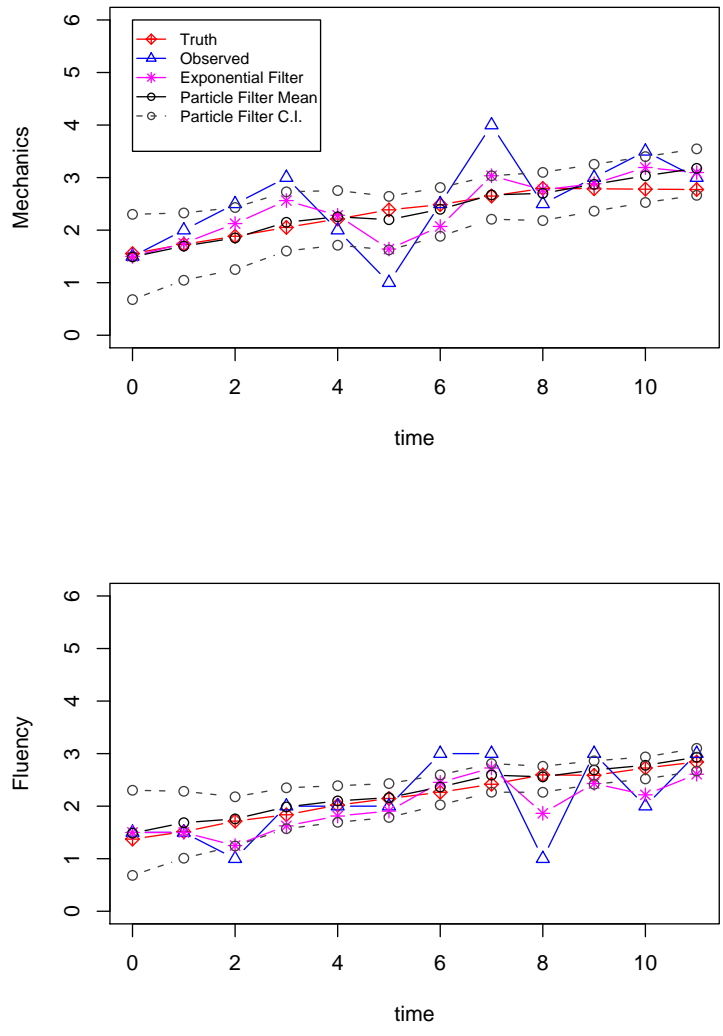 6
5
4
3
2
1
0
Mechanics
Truth
Observed
Exponential Filter
Particle Filter Mean
Particle Filter C.I.
0 2 4 6 8 10
time
6
5
4
3
2
1
0
Fluency
0 2 4 6 8 10
time